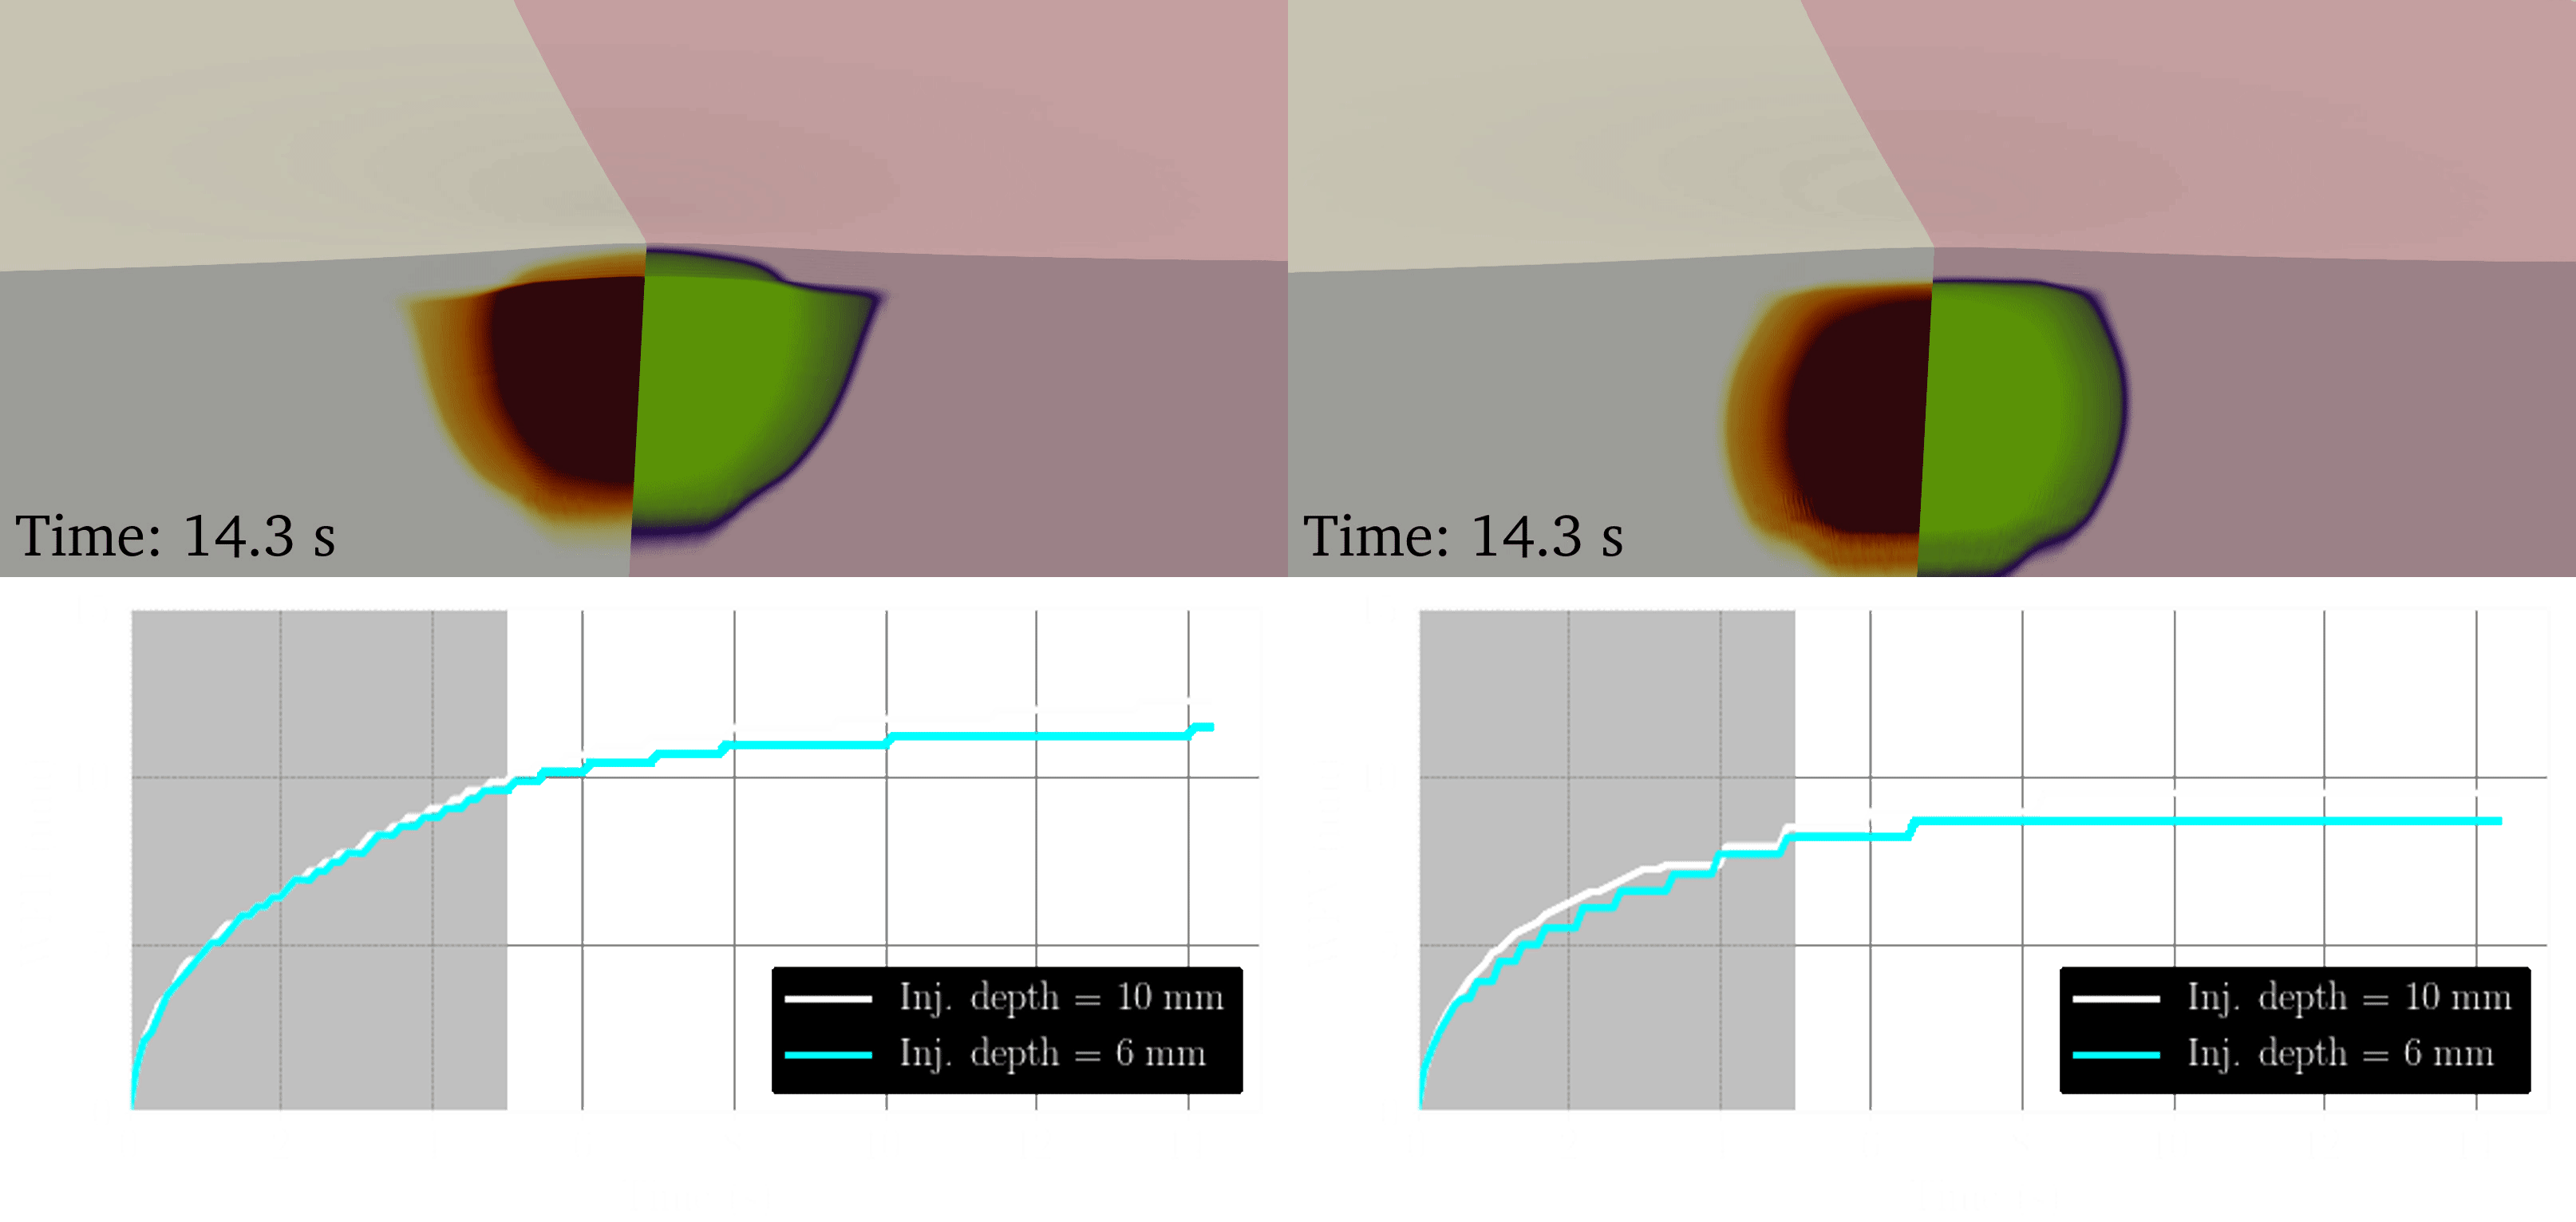 Time: 14.3 s
Time: 14.3 s
Inj. depth = 10 mm
Inj. depth = 6 mm
Inj. depth = 10 mm
Inj. depth = 6 mm